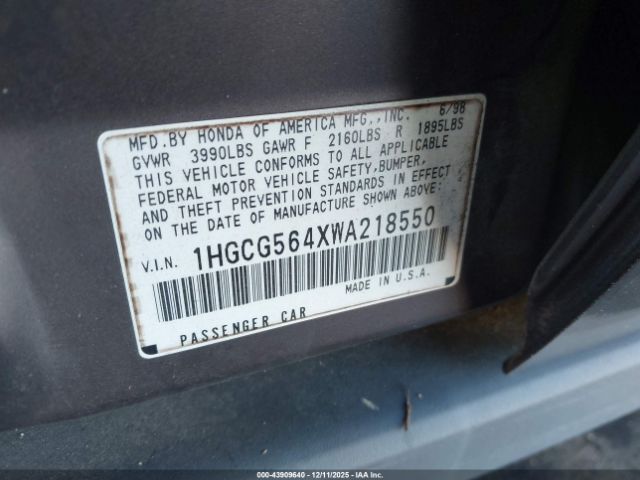 MFD.BY HONDA OF AMERICA MFG.,INC. 6/98
GVWR 3990LBS GAWR F 2160LBS R 1895LBS
THIS VEHICLE CONFORMS TO ALL APPLICABLE
FEDERAL MOTOR VEHICLE SAFETY,BUMPER,
AND THEFT PREVENTION STANDARDS IN EFFECT
ON THE DATE OF MANUFACTURE SHOWN ABOVE:
V.I.N. 1HGCG564XWA218550
MADE IN U.S.A.
PASSENGER CAR
000-43909640 - 12/11/2025 - IAA Inc.